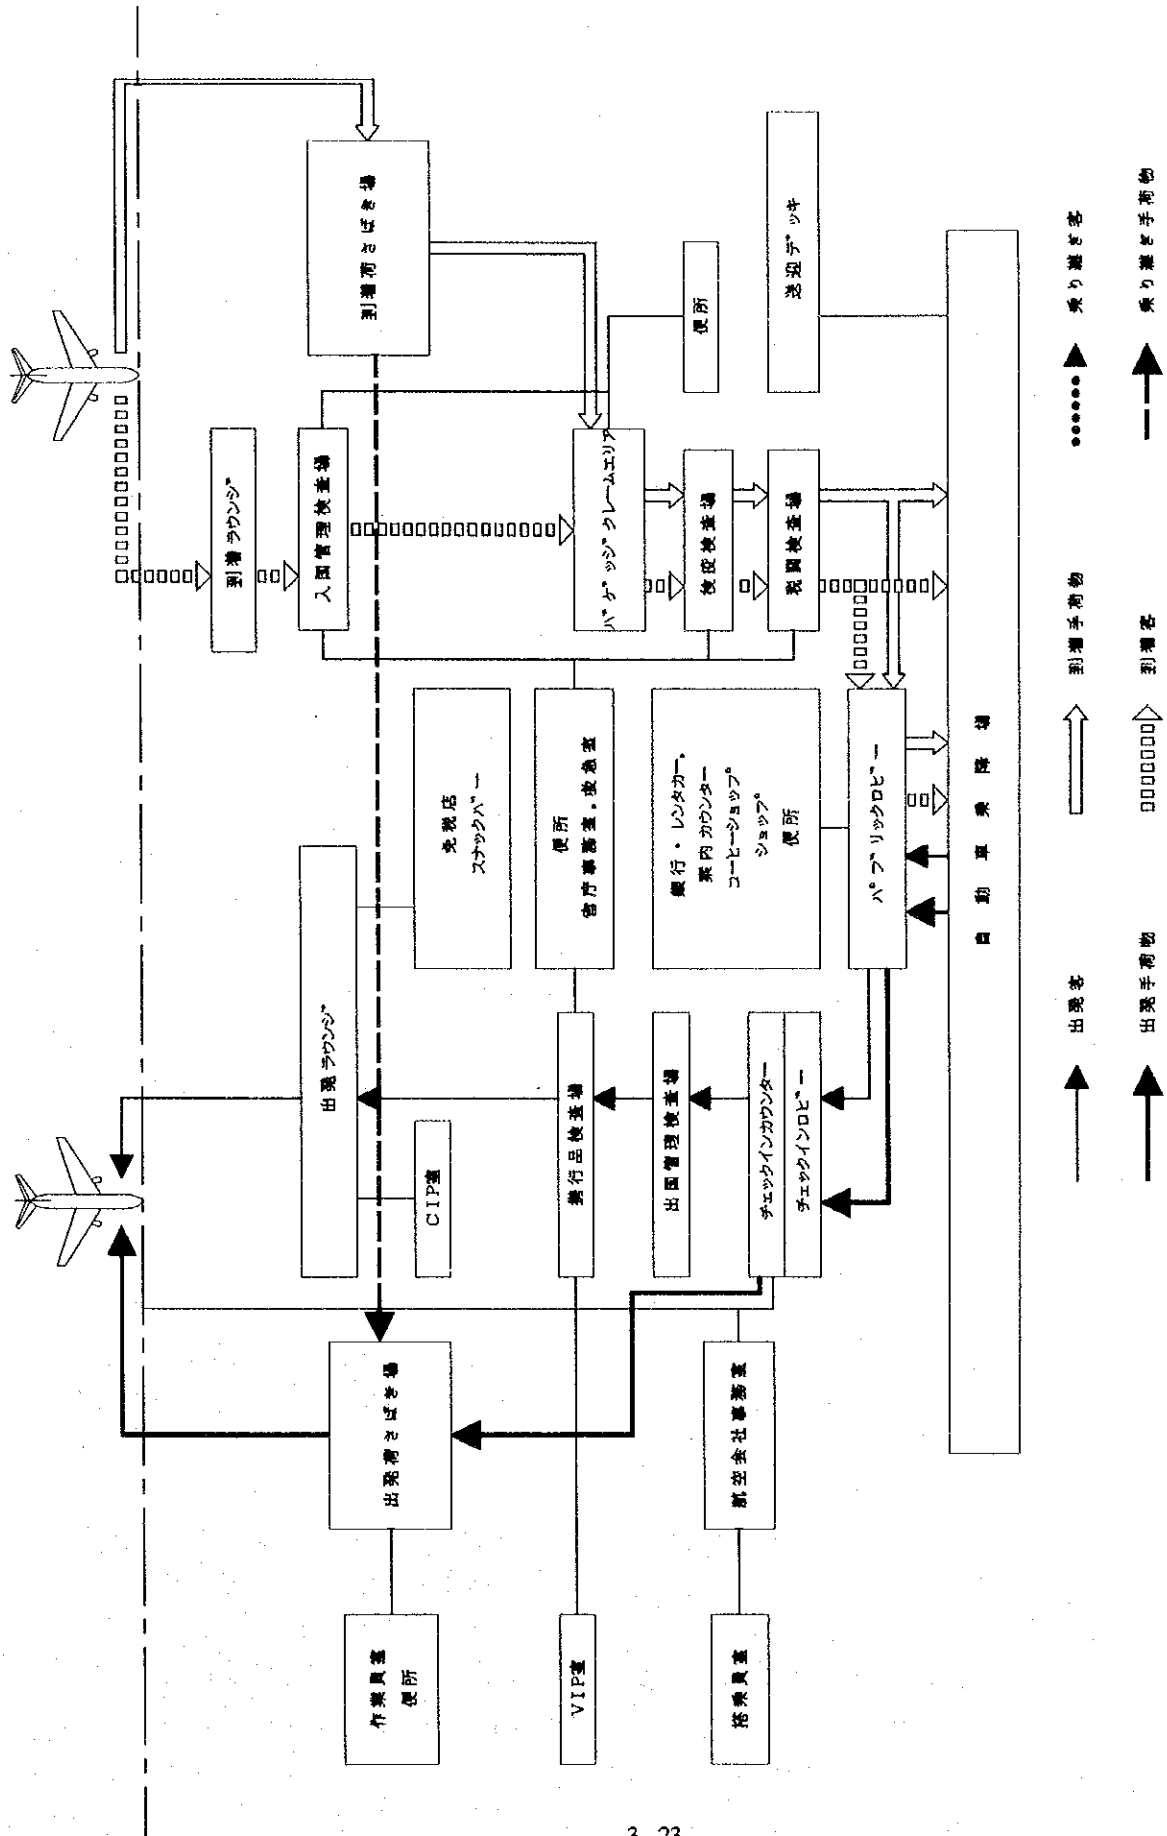 到着荷さばき場
送迎デッキ
便所
到着ラウンジ
入国管理検査場
バゲッジクレームエリア
検疫検査場
税関検査場
免税店
スナックバー
便所
官庁事務室，救急室
銀行・レンタカー，
案内カウンター
コーヒーショップ
ショップ
便所
パブリックロビー
自動車乗降場
出発ラウンジ
CIP室
携行品検査場
出国管理検査場
チェックインカウンター
チェックインロビー
出発荷さばき場
航空会社事務室
作業員室
便所
VIP室
搭乗員室
出発客
到着手荷物
乗り継ぎ客
出発手荷物
到着客
乗り継ぎ手荷物
3-23